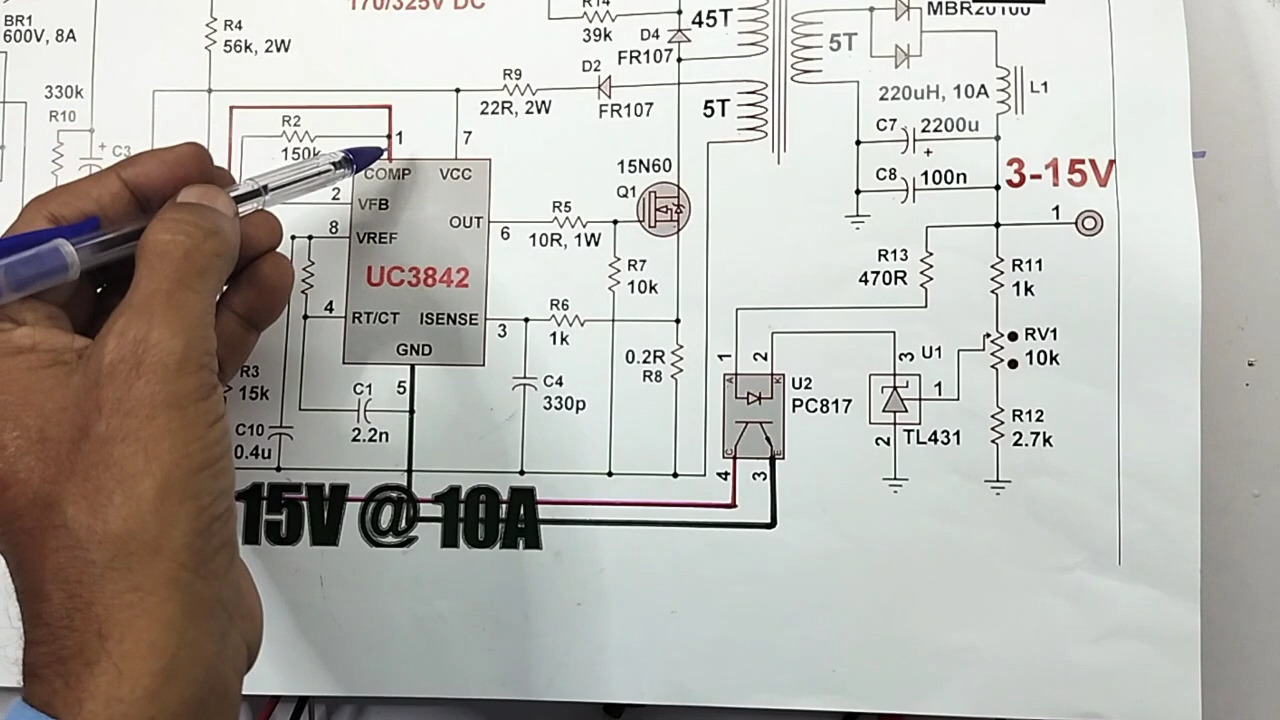 170/325V DC
BR1
600V, 8A
R4
56k, 2W
R14
39k
D4
FR107
45T
5T
MBR20100
330k
R10
C3
+
R9
22R, 2W
D2
FR107
5T
220uH, 10A
L1
R2
150k
1
7
C7
2200u
+
COMP
VCC
15N60
Q1
C8
100n
3-15V
2
VFB
8
VREF
OUT
6
R5
10R, 1W
1
UC3842
R7
10k
R13
470R
R11
1k
4
RT/CT
ISENSE
3
R6
1k
GND
5
0.2R
R8
1
2
3
U1
1
RV1
10k
R3
15k
C1
2.2n
C4
330p
A
K
U2
PC817
R12
2.7k
C10
0.4u
C
E
2
TL431
4
3
15V @ 10A